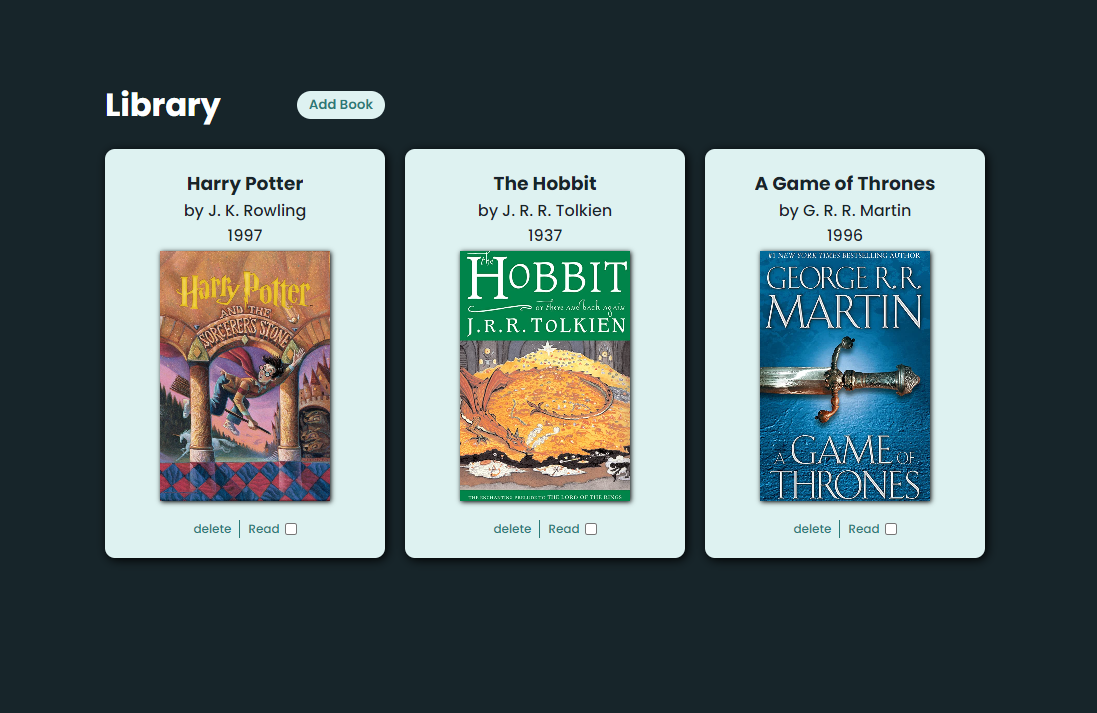 Library
Add Book
Harry Potter
by J. K. Rowling
1997
Harry Potter
AND THE
SORCERER'S STONE
delete
Read
The Hobbit
by J. R. R. Tolkien
1937
the
HOBBIT
or there and back again
J.R.R. TOLKIEN
THE ENCHANTING PRELUDE TO THE LORD OF THE RINGS
delete
Read
A Game of Thrones
by G. R. R. Martin
1996
#1 NEW YORK TIMES BESTSELLING AUTHOR
GEORGE R.R.
MARTIN
A GAME OF
THRONES
delete
Read